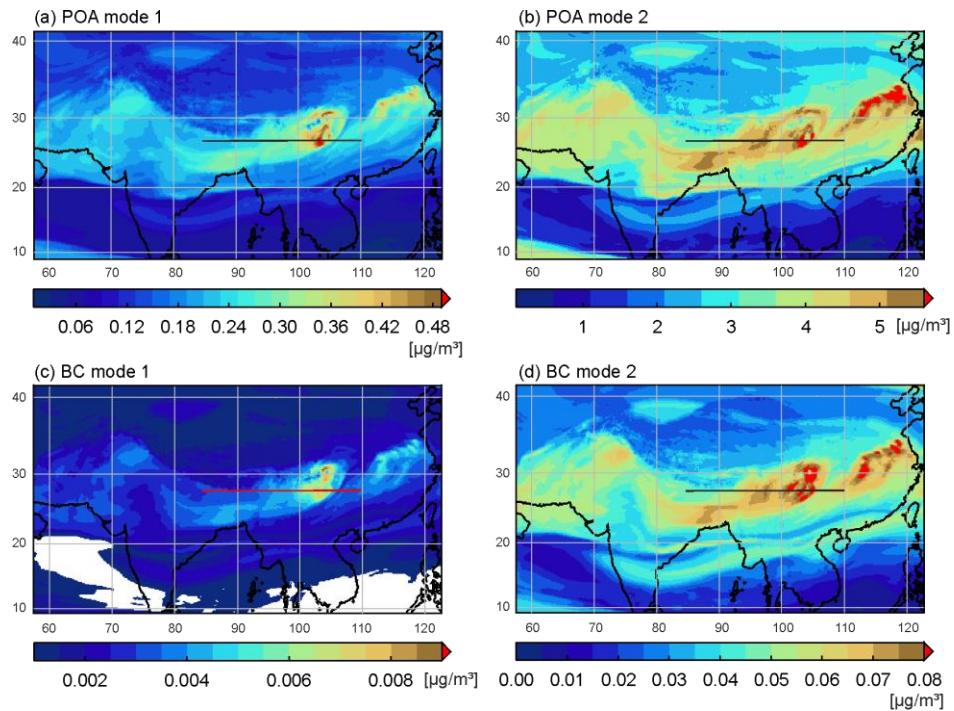 (a) POA mode 1
40
30
20
10
60 70 80 90 100 110 120
0.06 0.12 0.18 0.24 0.30 0.36 0.42 0.48
[µg/m³]
(b) POA mode 2
40
30
20
10
60 70 80 90 100 110 120
1 2 3 4 5 [µg/m³]
(c) BC mode 1
40
30
20
10
60 70 80 90 100 110 120
0.002 0.004 0.006 0.008 [µg/m³]
(d) BC mode 2
40
30
20
10
60 70 80 90 100 110 120
0.00 0.01 0.02 0.03 0.04 0.05 0.06 0.07 0.08
[µg/m³]